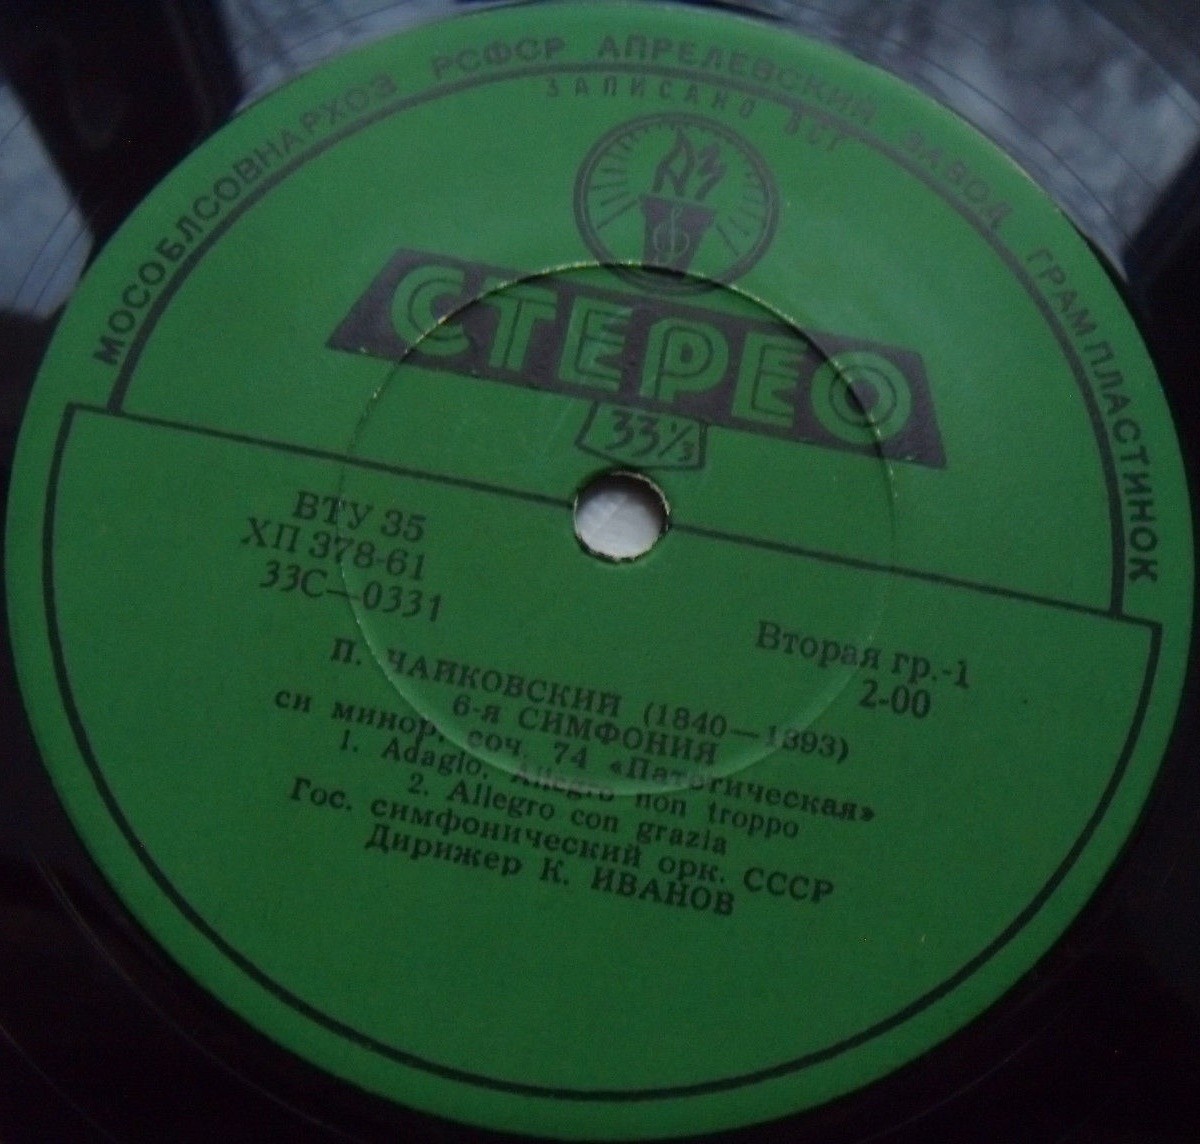 МОСОБЛСОВНАРХОЗ РСФСР АПРЕЛЕВСКИЙ ЗАВОД ГРАМПЛАСТИНОК
ЗАПИСАНО ВСГ
АЗ
СТЕРЕО
33⅓
ВТУ 35
ХП 378-61
33С—0331
Вторая гр.-1
2-00
П. ЧАЙКОВСКИЙ (1840—1893)
6-я СИМФОНИЯ
си минор, соч. 74 «Патетическая»
1. Adagio. Allegro non troppo
2. Allegro con grazia
Гос. симфонический орк. СССР
Дирижер К. ИВАНОВ